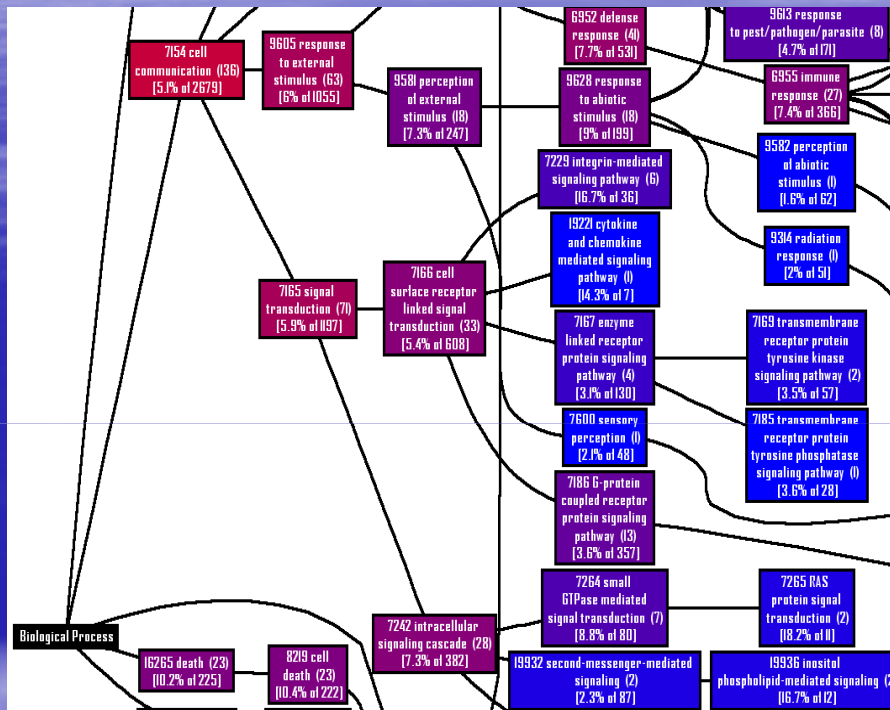 7154 cell
communication (136)
[5.1% of 2679]
9605 response
to external
stimulus (63)
[6% of 1055]
9581 perception
of external
stimulus (18)
[7.3% of 247]
6952 defense
response (41)
[7.7% of 531]
9613 response
to pest/pathogen/parasite (8)
[4.7% of 171]
9628 response
to abiotic
stimulus (18)
[9% of 199]
6955 immune
response (27)
[7.4% of 366]
9582 perception
of abiotic
stimulus (1)
[1.6% of 62]
7229 integrin-mediated
signaling pathway (6)
[16.7% of 36]
19221 cytokine
and chemokine
mediated signaling
pathway (1)
[14.3% of 7]
9314 radiation
response (1)
[2% of 51]
7165 signal
transduction (71)
[5.9% of 1197]
7166 cell
surface receptor
linked signal
transduction (33)
[5.4% of 608]
7167 enzyme
linked receptor
protein signaling
pathway (4)
[3.1% of 130]
7169 transmembrane
receptor protein
tyrosine kinase
signaling pathway (2)
[3.5% of 57]
7600 sensory
perception (1)
[2.1% of 48]
7185 transmembrane
receptor protein
tyrosine phosphatase
signaling pathway (1)
[3.6% of 28]
7186 G-protein
coupled receptor
protein signaling
pathway (13)
[3.6% of 357]
7264 small
GTPase mediated
signal transduction (7)
[8.8% of 80]
7265 RAS
protein signal
transduction (2)
[18.2% of 11]
Biological Process
7242 intracellular
signaling cascade (28)
[7.3% of 382]
16265 death (23)
[10.2% of 225]
8219 cell
death (23)
[10.4% of 222]
19932 second-messenger-mediated
signaling (2)
[2.3% of 87]
19936 inositol
phospholipid-mediated signaling (2
[16.7% of 12]